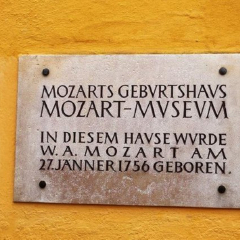 MOZARTS GEBVRTSHAVS
MOZART-MVSEVM
IN DIESEM HAVSE WVRDE
W. A. MOZART AM
27. JÄNNER 1756 GEBOREN.